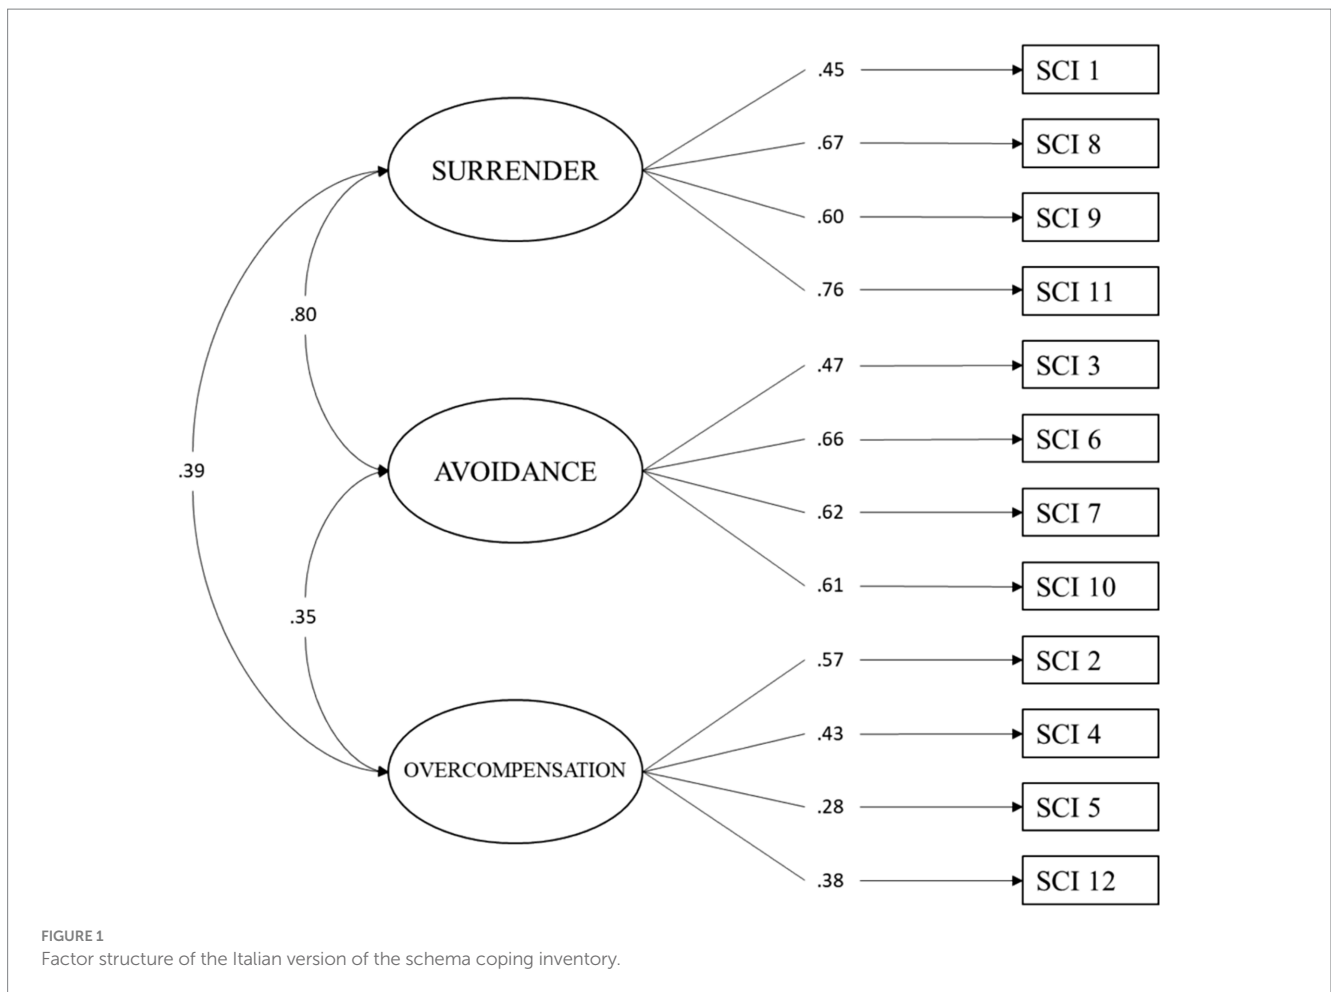 .45
SCI 1
SURRENDER
.67
SCI 8
.60
SCI 9
.76
SCI 11
.80
.47
SCI 3
.39
AVOIDANCE
.66
SCI 6
.62
SCI 7
.61
SCI 10
.35
.57
SCI 2
OVERCOMPENSATION
.43
SCI 4
.28
SCI 5
.38
SCI 12
FIGURE 1
Factor structure of the Italian version of the schema coping inventory.